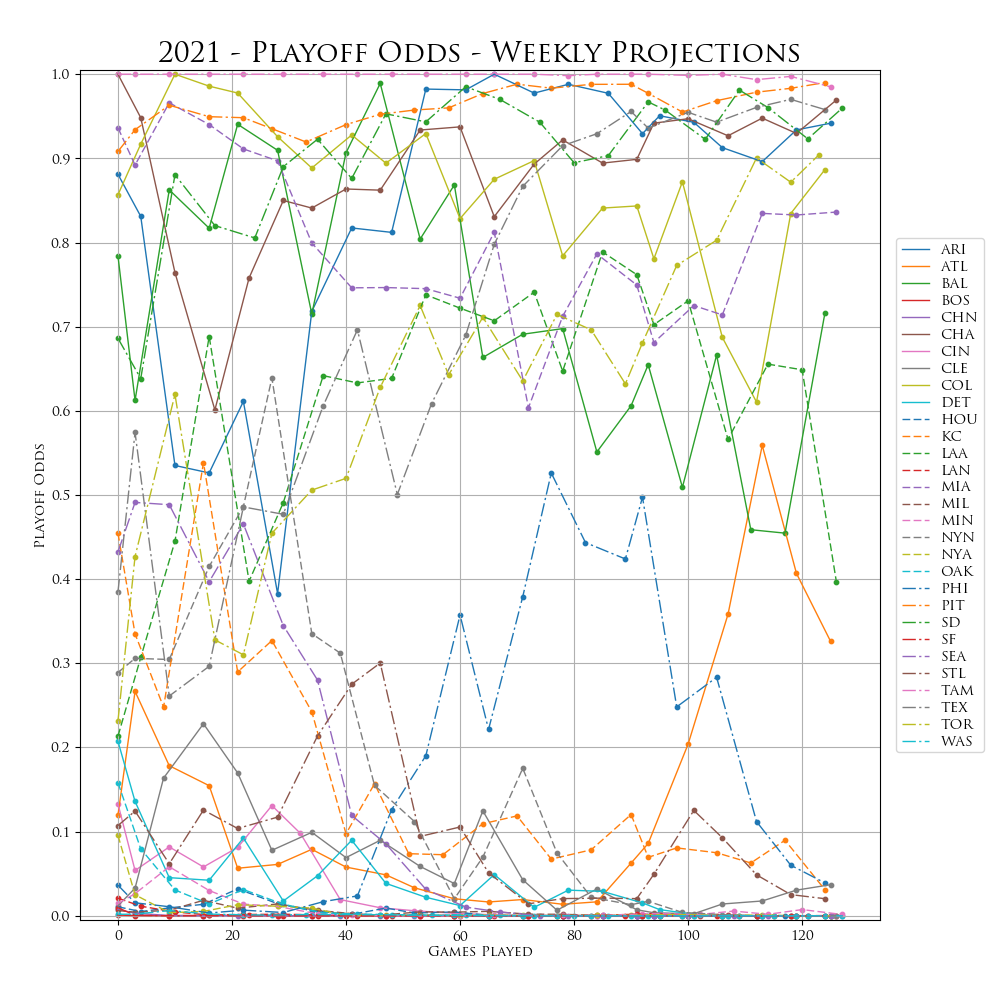 2021 - Playoff Odds - Weekly Projections
1.0
0.9
0.8
0.7
0.6
0.5
0.4
0.3
0.2
0.1
0.0
Playoff Odds
0 20 40 60 80 100 120
Games Played
ARI
ATL
BAL
BOS
CHN
CHA
CIN
CLE
COL
DET
HOU
KC
LAA
LAN
MIA
MIL
MIN
NYN
NYA
OAK
PHI
PIT
SD
SF
SEA
STL
TAM
TEX
TOR
WAS